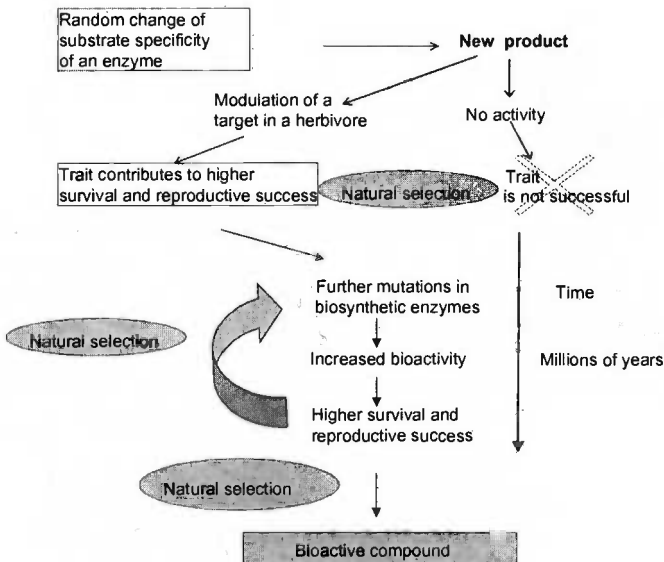 Random change of
substrate specificity
of an enzyme
New product
Modulation of a
target in a herbivore
No activity
Trait contributes to higher
survival and reproductive success
Natural selection
Trait
is not successful
Further mutations in
biosynthetic enzymes
Time
Natural selection
Increased bioactivity
Millions of years
Higher survival and
reproductive success
Natural selection
Bioactive compound